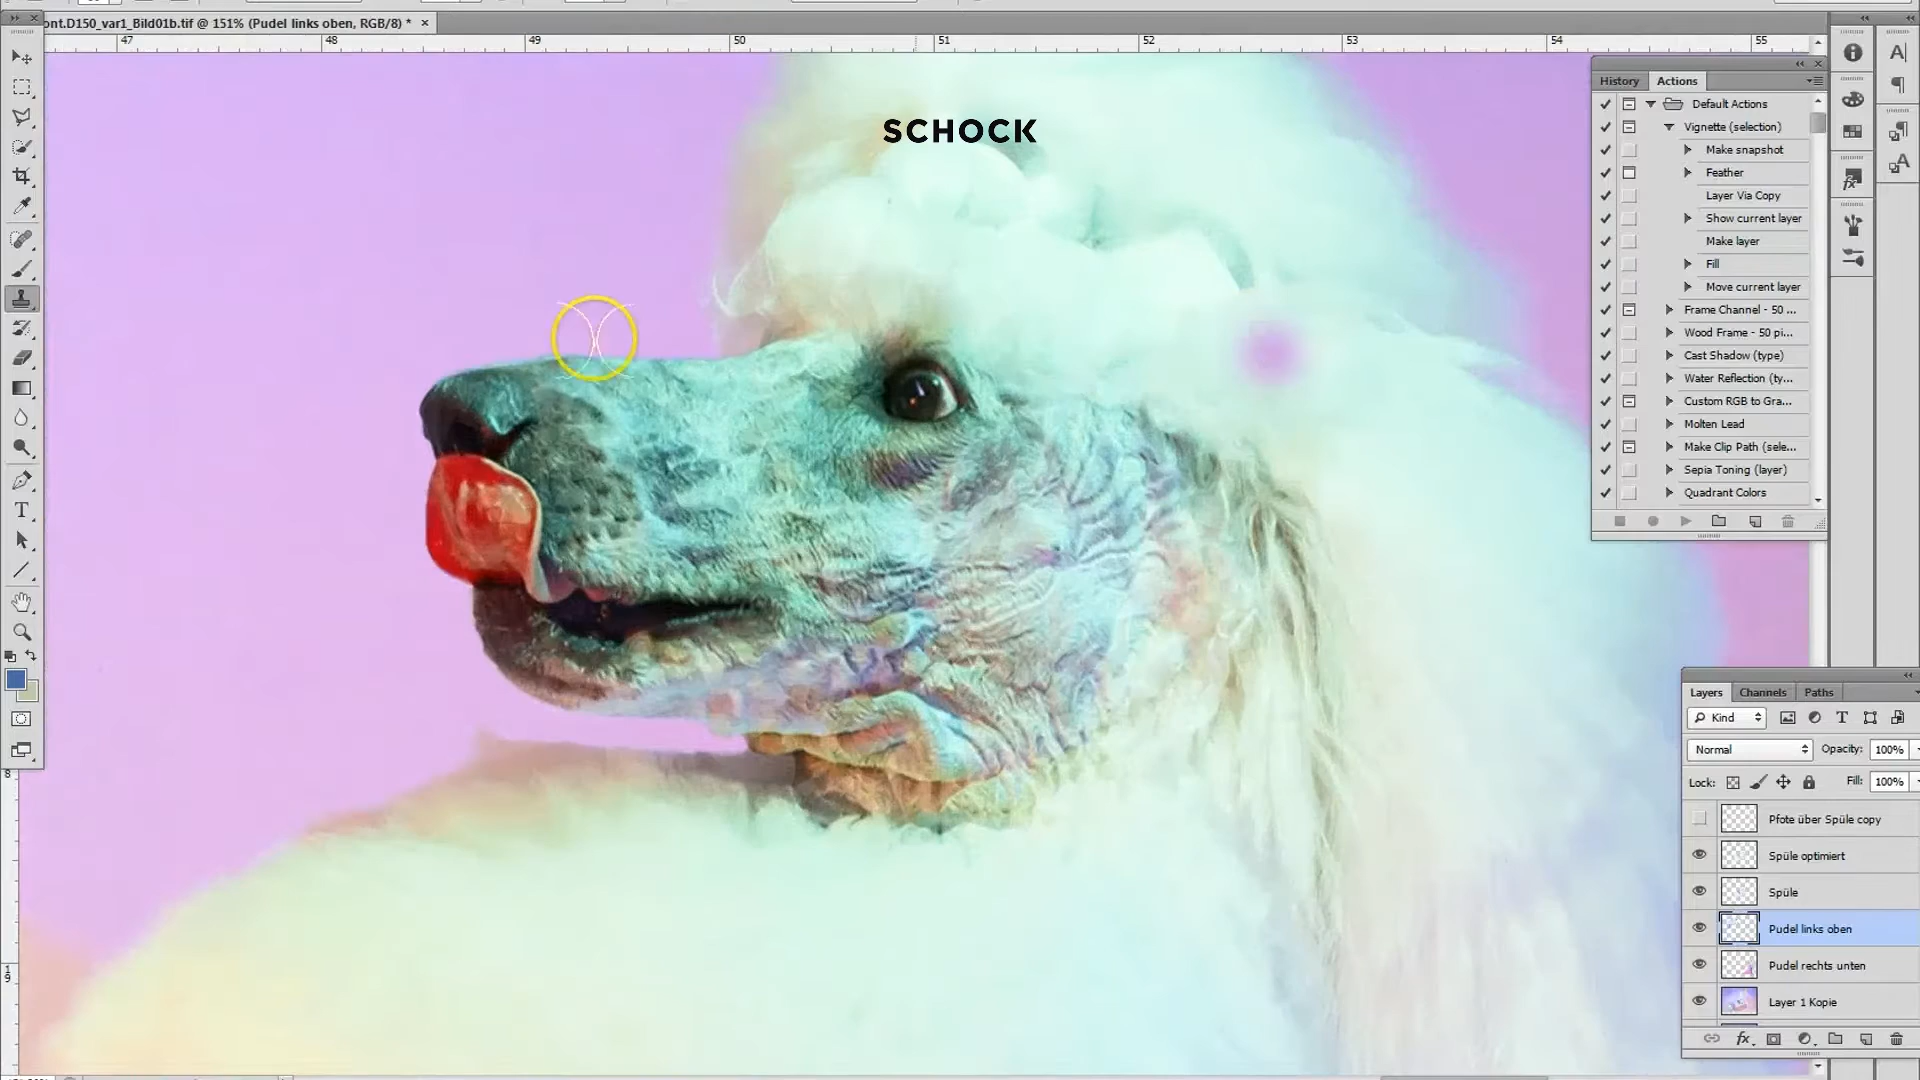 ont.D150_var1_Bild01b.tif @ 151% (Pudel links oben, RGB/8) * ×
47 48 49 50 51 52 53 54 55
SCHOCK
History Actions
Default Actions
Vignette (selection)
Make snapshot
Feather
Layer Via Copy
Show current layer
Make layer
Fill
Move current layer
Frame Channel - 50 ...
Wood Frame - 50 pi...
Cast Shadow (type)
Water Reflection (ty...
Custom RGB to Gra...
Molten Lead
Make Clip Path (sele...
Sepia Toning (layer)
Quadrant Colors
Layers Channels Paths
Kind
Normal Opacity: 100%
Lock: Fill: 100%
Pfote über Spüle copy
Spüle optimiert
Spüle
Pudel links oben
Pudel rechts unten
Layer 1 Kopie
8
1
9